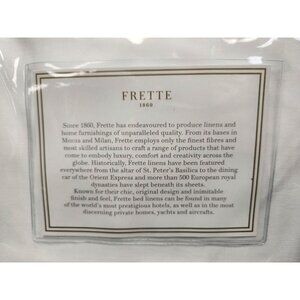 FRETTE
1860
Since 1860, Frette has endeavoured to produce linens and
home furnishings of unparalleled quality. From its bases in
Monza and Milan, Frette employs only the finest fibres and
most skilled artisans to craft a range of products that have
come to embody luxury, comfort and creativity across the
globe. Historically, Frette linens have been featured
everywhere from the altar of St. Peter's Basilica to the dining
car of the Orient Express and more than 500 European royal
dynasties have slept beneath its sheets.
Known for their chic, original design and inimitable
finish and feel, Frette bed linens can be found in many
of the world's most prestigious hotels, as well as in the most
discerning private homes, yachts and aircrafts.